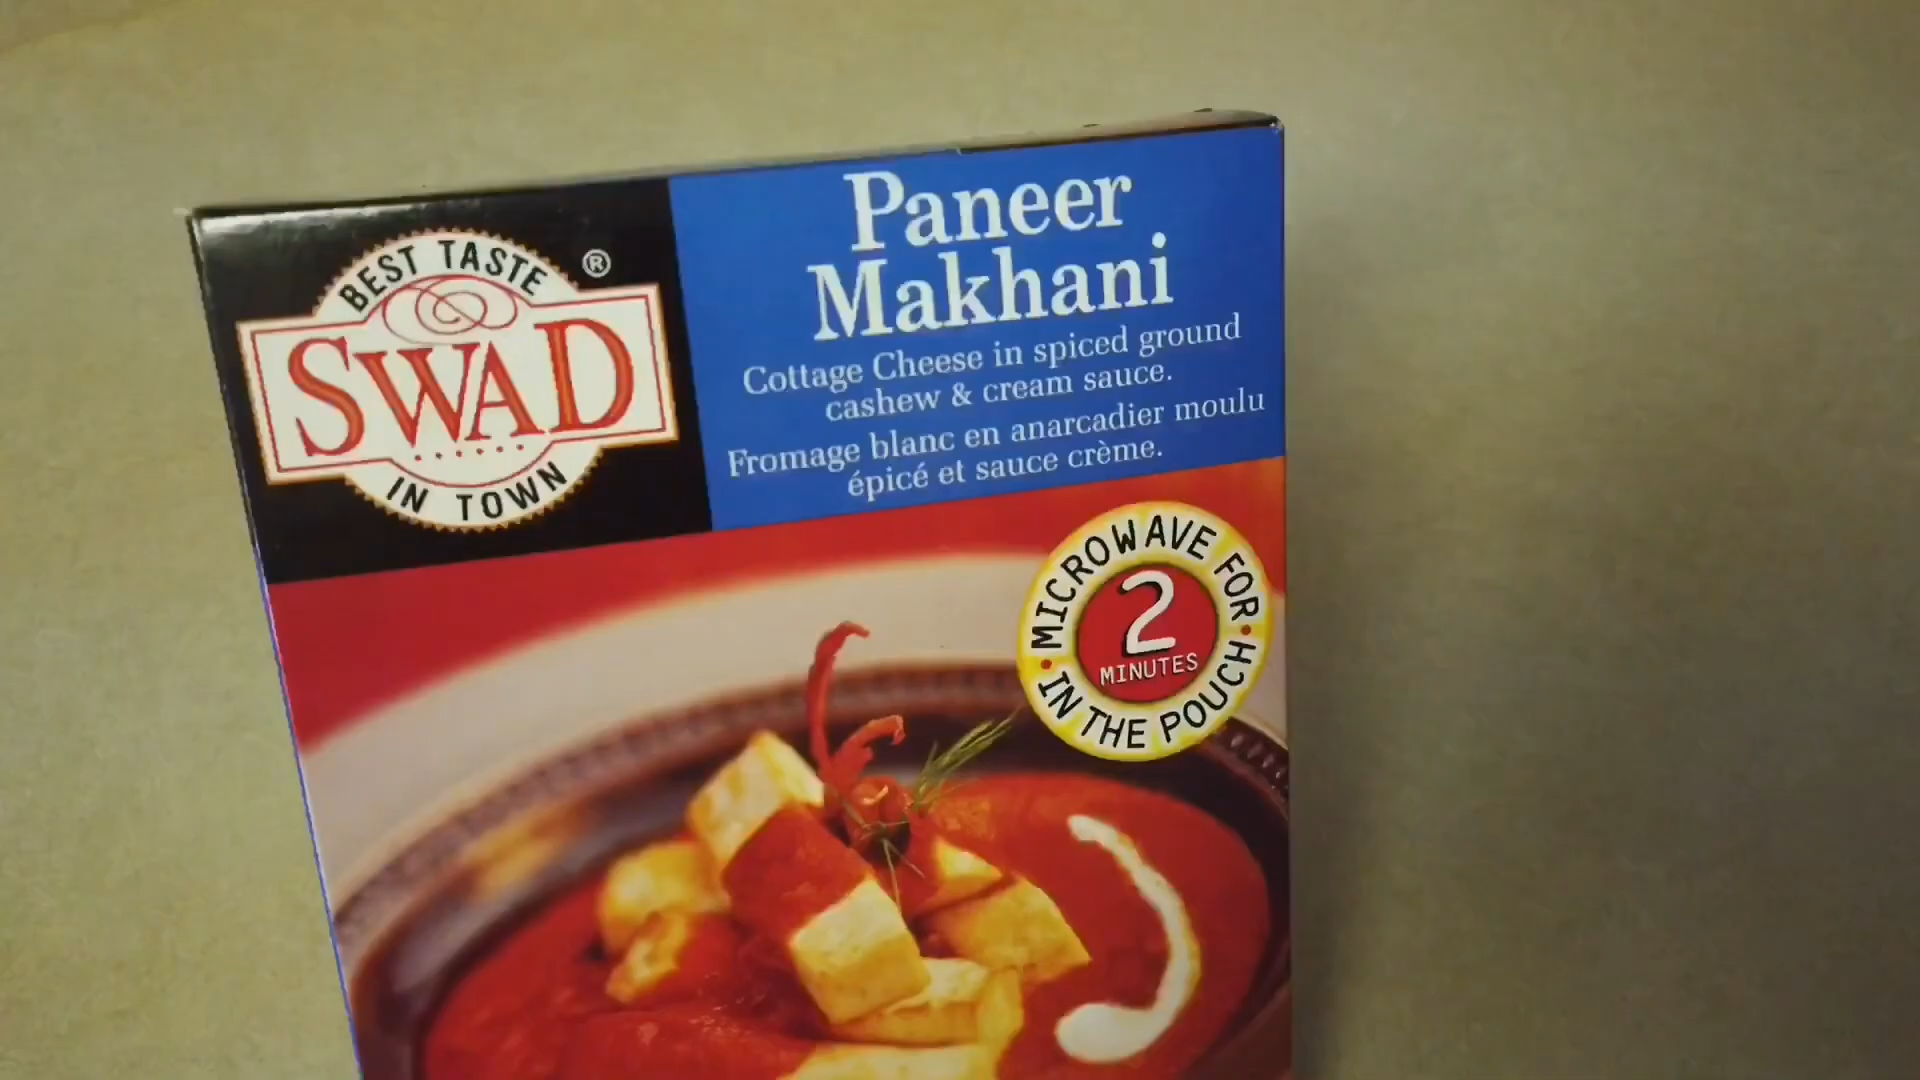 BEST TASTE
®
SWAD
IN TOWN
Paneer
Makhani
Cottage Cheese in spiced ground
cashew & cream sauce.
Fromage blanc en anarcadier moulu
épicé et sauce crème.
MICROWAVE FOR
2
MINUTES
IN THE POUCH